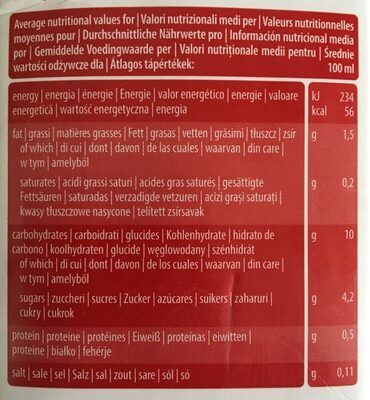 Average nutritional values for | Valori nutrizionali medi per | Valeurs nutritionnelles
moyennes pour | Durchschnittliche Nährwerte pro | Información nutricional media
por | Gemiddelde Voedingwaarde per | Valori nutriționale medii pentru | Średnie
wartości odżywcze dla | Átlagos tápértékek: 100 ml
energy | energia | énergie | Energie | valor energético | energie | valoare kJ 234
energetică | wartość energetyczna | energia kcal 56
fat | grassi | matières grasses | Fett | grasas | vetten | grăsimi | tłuszcz | zsír g 1,5
of which | di cui | dont | davon | de las cuales | waarvan | din care |
w tym | amelyből
saturates | acidi grassi saturi | acides gras saturés | gesättigte g 0,2
Fettsäuren | saturadas | verzadigde vetzuren | acizi grași saturați |
kwasy tłuszczowe nasycone | telített zsírsavak
carbohydrates | carboidrati | glucides | Kohlenhydrate | hidrato de g 10
carbono | koolhydraten | glucide | węglowodany | szénhidrát
of which | di cui | dont | davon | de los cuales | waarvan | din care |
w tym | amelyből
sugars | zuccheri | sucres | Zucker | azúcares | suikers | zaharuri | g 4,2
cukry | cukrok
protein | proteine | protéines | Eiweiß | proteínas | eiwitten | g 0,5
proteine | białko | fehérje
salt | sale | sel | Salz | sal | zout | sare | sól | só g 0,11